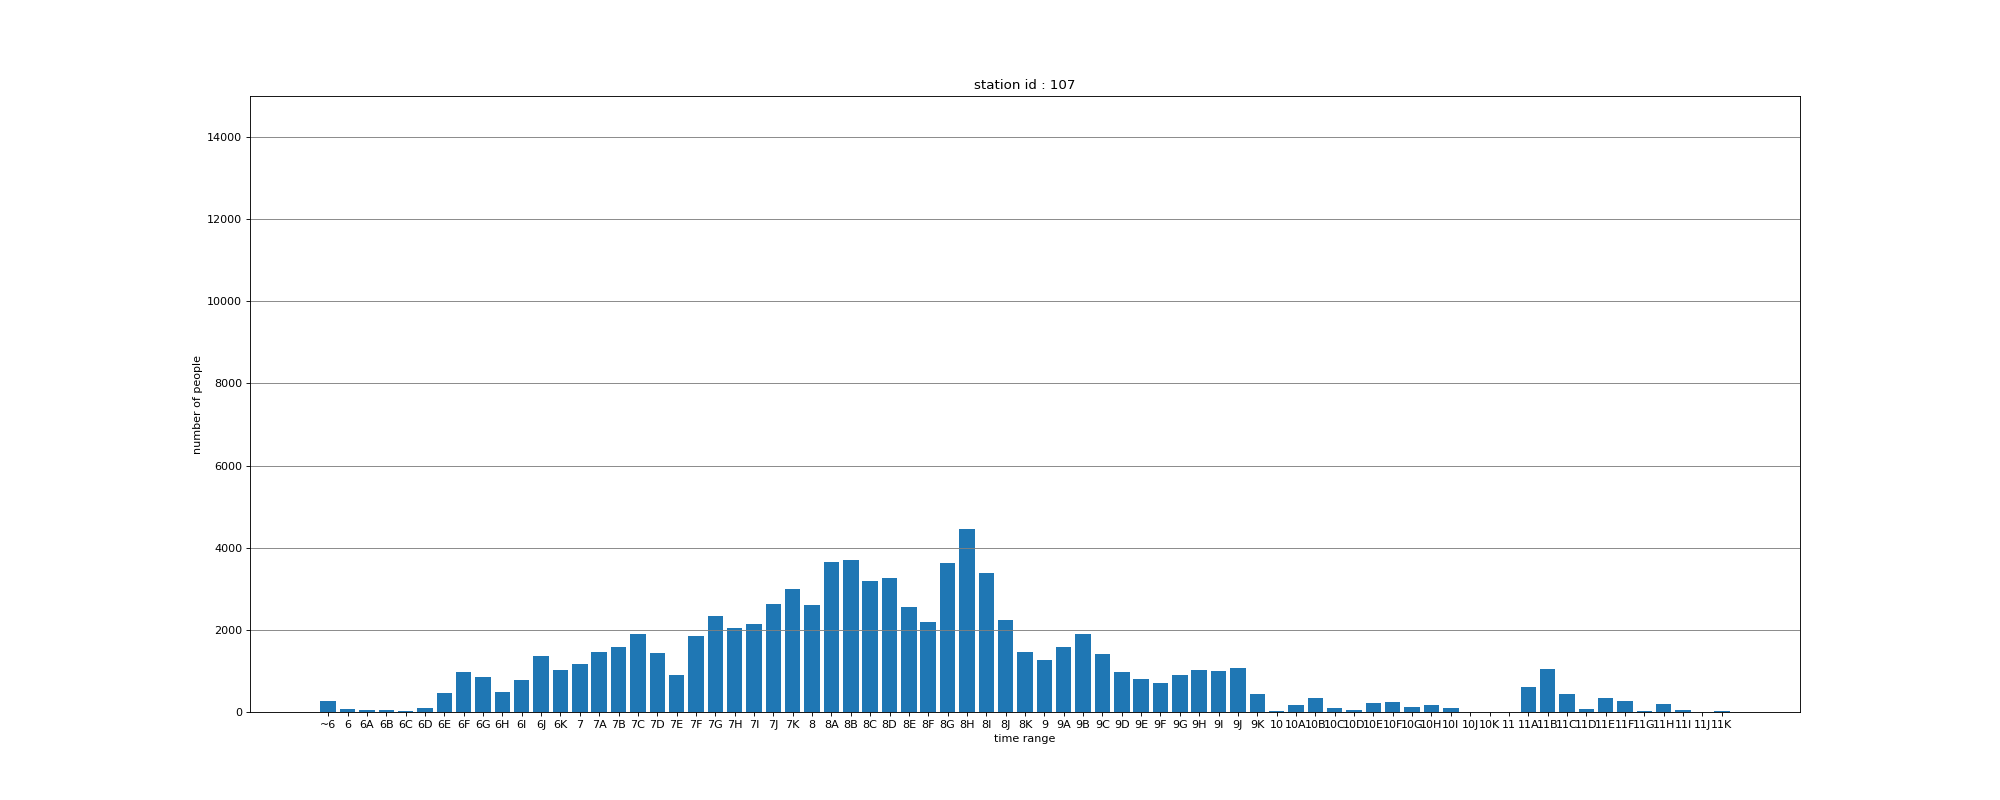 station id : 107
14000
12000
10000
8000
6000
4000
2000
0
number of people
~6 6 6A 6B 6C 6D 6E 6F 6G 6H 6I 6J 6K 7 7A 7B 7C 7D 7E 7F 7G 7H 7I 7J 7K 8 8A 8B 8C 8D 8E 8F 8G 8H 8I 8J 8K 9 9A 9B 9C 9D 9E 9F 9G 9H 9I 9J 9K 10 10A 10B 10C 10D 10E 10F 10G 10H 10I 10J 10K 11 11A 11B 11C 11D 11E 11F 11G 11H 11I 11J 11K
time range